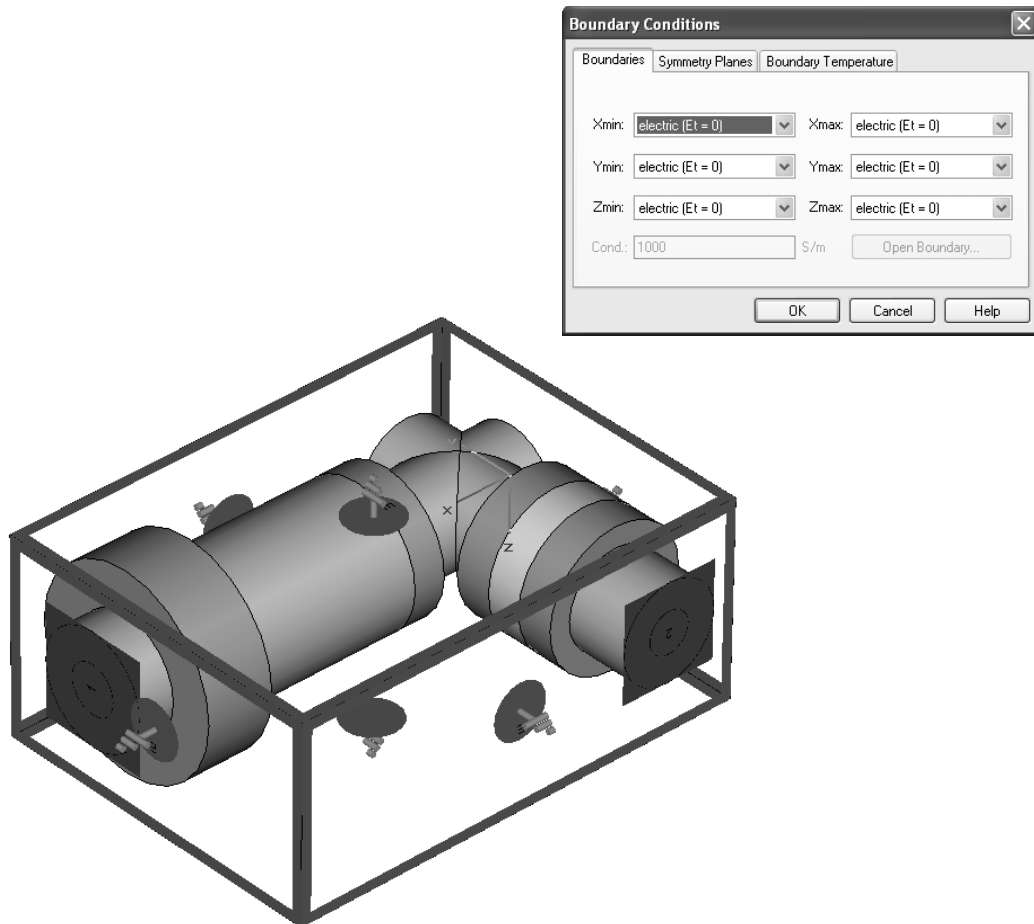 Boundary Conditions
Boundaries Symmetry Planes Boundary Temperature
Xmin: electric (Et = 0) Xmax: electric (Et = 0)
Ymin: electric (Et = 0) Ymax: electric (Et = 0)
Zmin: electric (Et = 0) Zmax: electric (Et = 0)
Cond.: 1000 S/m Open Boundary...
OK Cancel Help
Y
X
Z
2